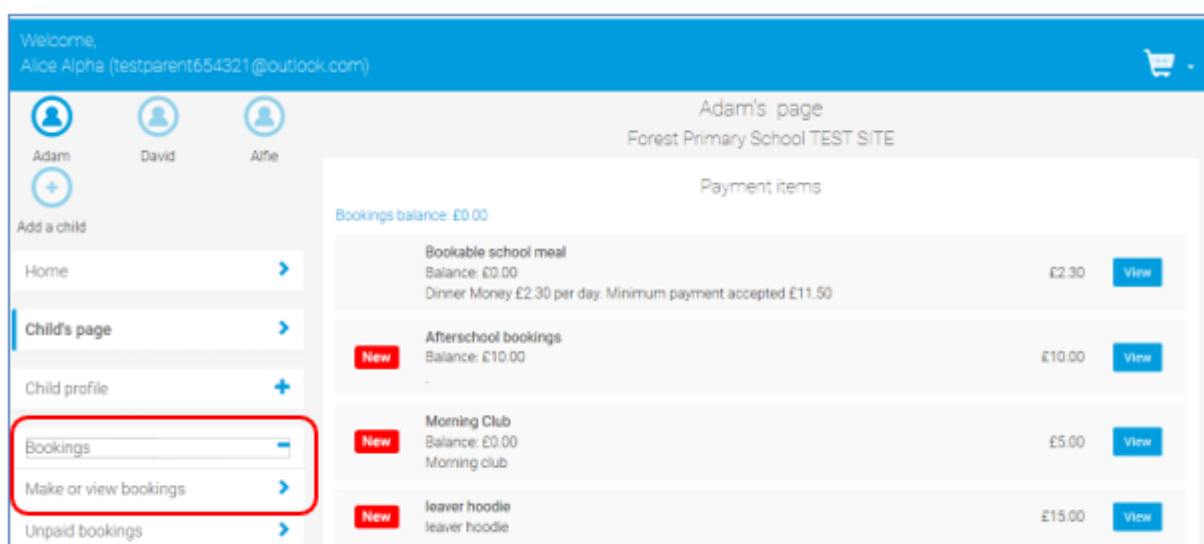 Welcome,
Alice Alpha (testparent654321@outlook.com)
Adam
David
Alfie
Add a child
Home
Child's page
Child profile
Bookings
Make or view bookings
Unpaid bookings
Adam's page
Forest Primary School TEST SITE
Payment items
Bookings balance: £0.00
Bookable school meal
Balance: £0.00
Dinner Money £2.30 per day. Minimum payment accepted £11.50
£2.30
View
New
Afterschool bookings
Balance: £10.00
.
£10.00
View
New
Morning Club
Balance: £0.00
Morning club
£5.00
View
New
leaver hoodie
leaver hoodie
£15.00
View